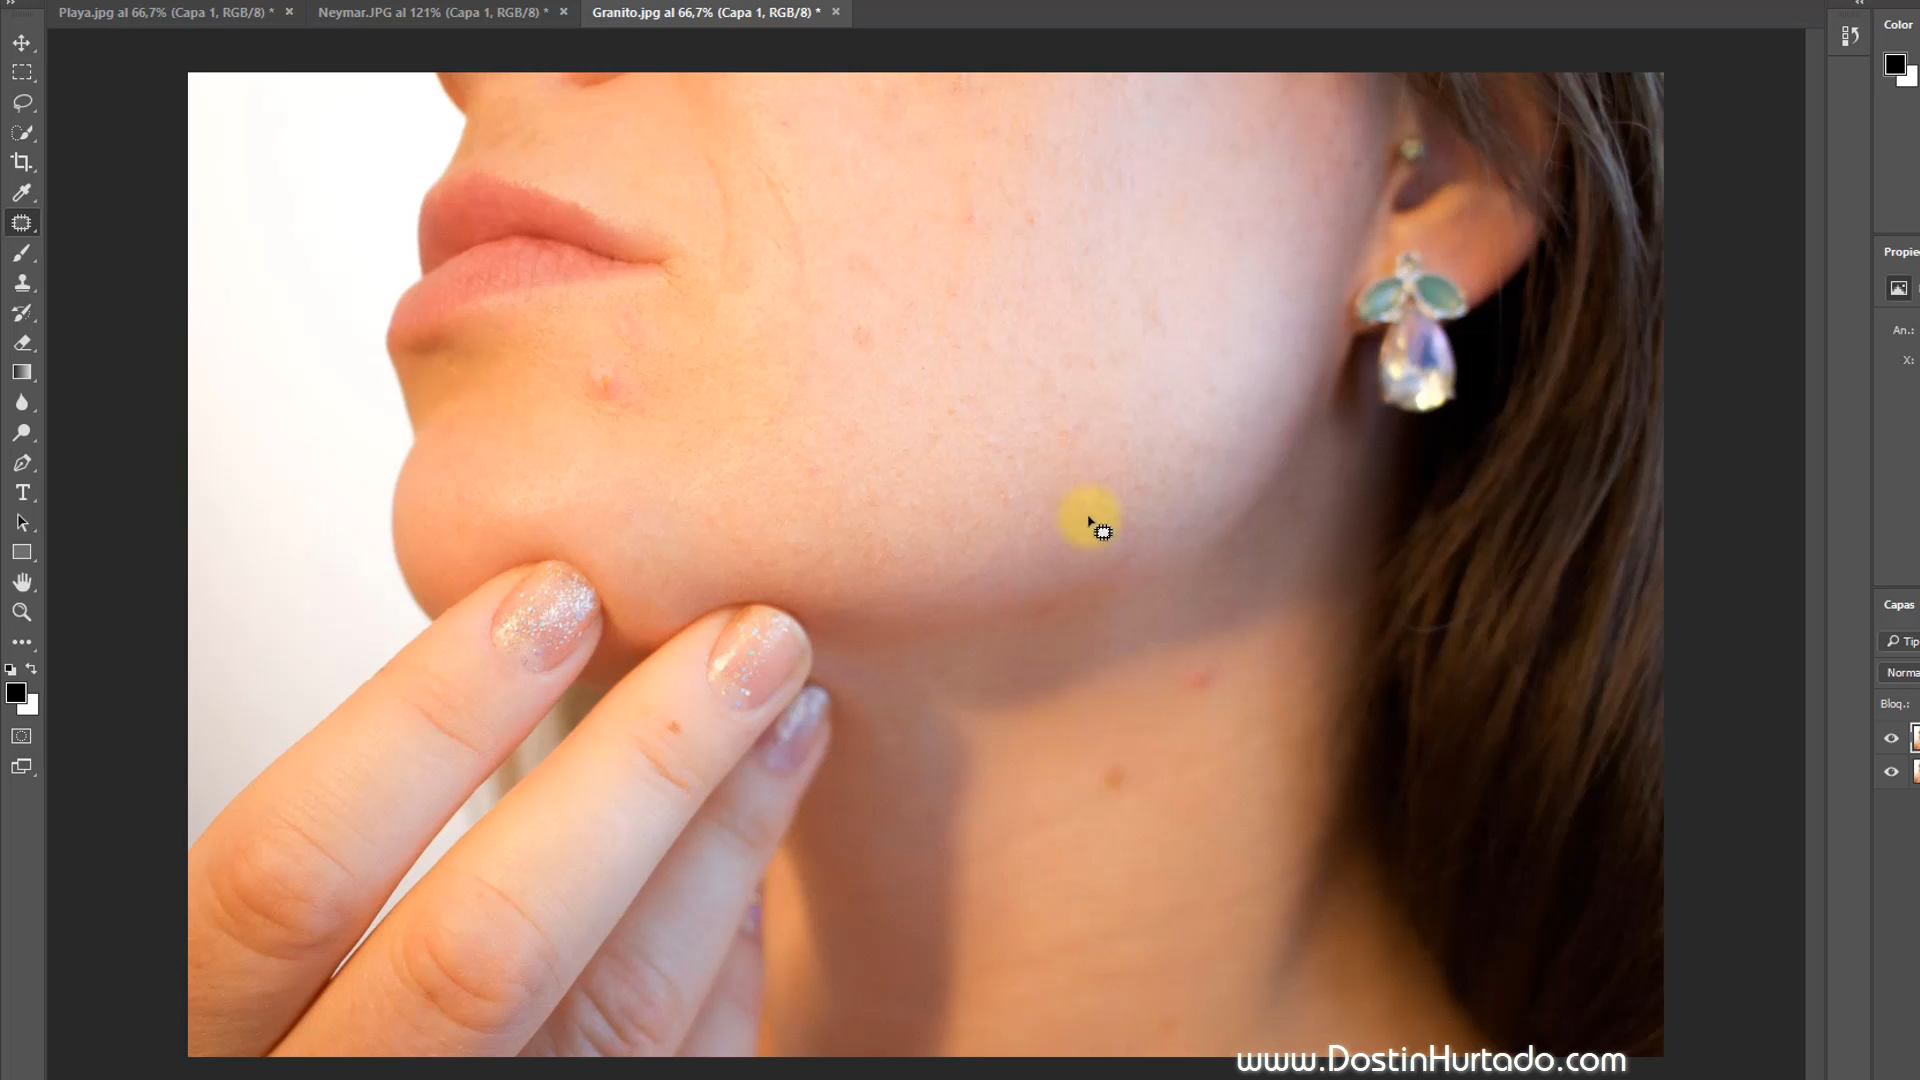 Playa.jpg al 66,7% (Capa 1, RGB/8) *
Neymar.JPG al 121% (Capa 1, RGB/8) *
Granito.jpg al 66,7% (Capa 1, RGB/8) *
Color
Propie
An.:
X:
Capas
Tip
Norma
Bloq.:
www.DostinHurtado.com